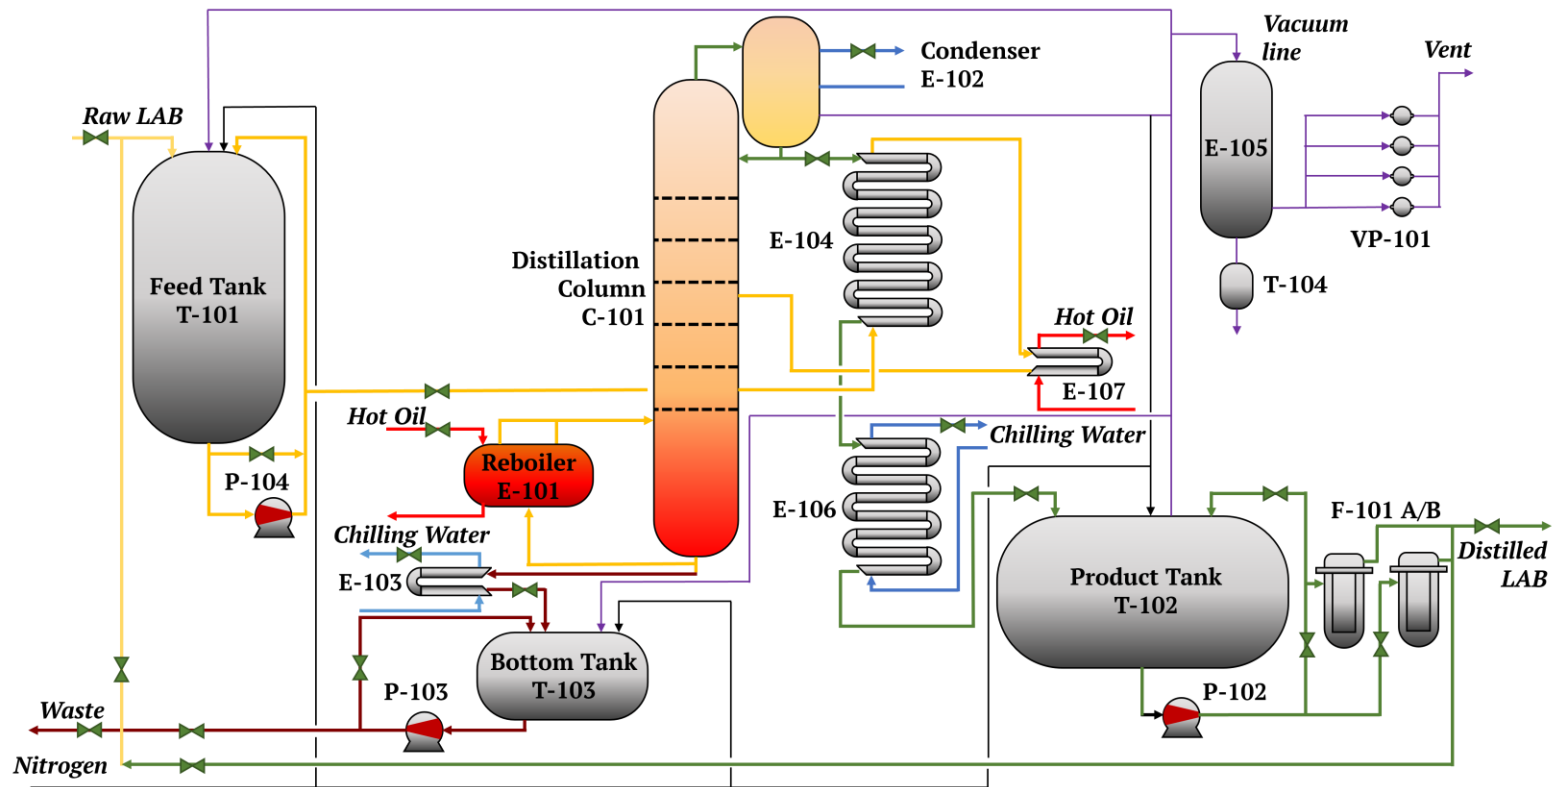 Vacuum
line
Vent
Condenser
E-102
Raw LAB
E-105
E-104
VP-101
Distillation
Column
C-101
Feed Tank
T-101
T-104
Hot Oil
E-107
Hot Oil
Chilling Water
Reboiler
E-101
P-104
E-106
F-101 A/B
Chilling Water
Distilled
LAB
E-103
Product Tank
T-102
Bottom Tank
T-103
P-103
P-102
Waste
Nitrogen